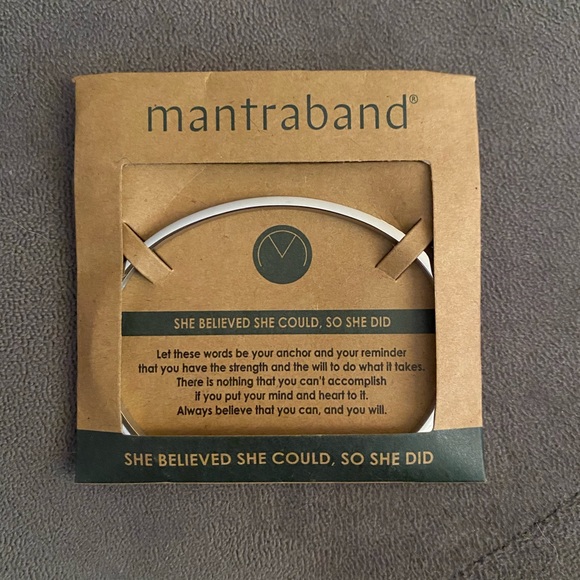 mantraband®
SHE BELIEVED SHE COULD, SO SHE DID
Let these words be your anchor and your reminder
that you have the strength and the will to do what it takes.
There is nothing that you can't accomplish
if you put your mind and heart to it.
Always believe that you can, and you will.
SHE BELIEVED SHE COULD, SO SHE DID